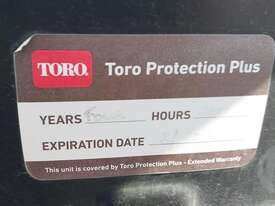 TORO. Toro Protection Plus
YEARS HOURS
EXPIRATION DATE
This unit is covered by Toro Protection Plus - Extended Warranty